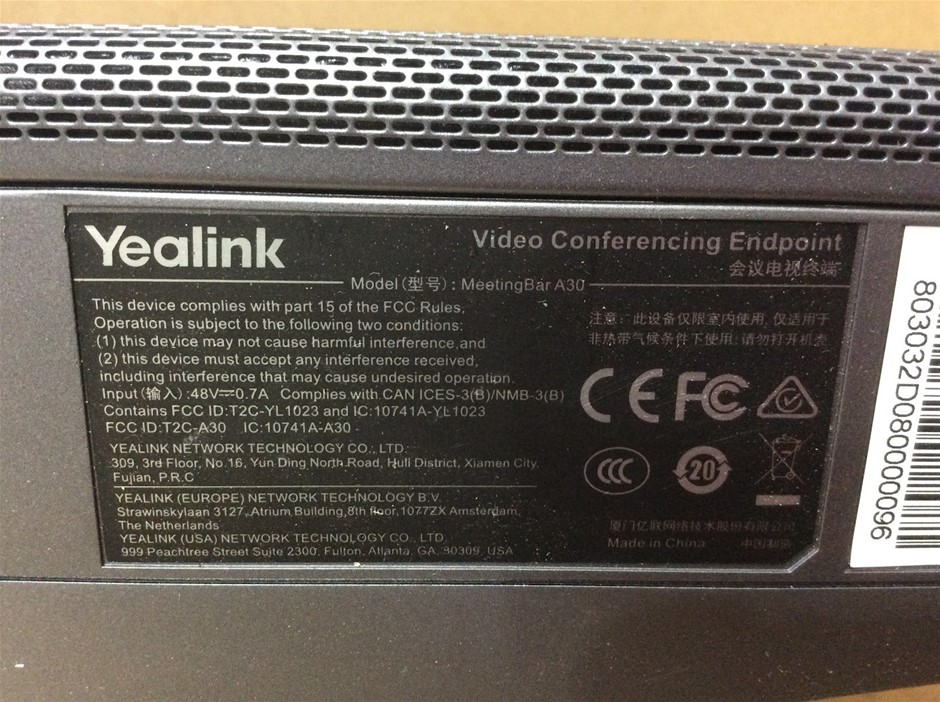 Yealink
Video Conferencing Endpoint
会议电视终端
Model(型号) : MeetingBar A30
This device complies with part 15 of the FCC Rules,
Operation is subject to the following two conditions:
(1) this device may not cause harmful interference,and
(2) this device must accept any interference received,
including interference that may cause undesired operation.
Input(输入):48V⎓0.7A Complies with CAN ICES-3(B)/NMB-3(B)
Contains FCC ID:T2C-YL1023 and IC:10741A-YL1023
FCC ID:T2C-A30 IC:10741A-A30
注意: 此设备仅限室内使用, 仅适用于
非热带气候条件下使用; 请勿打开机壳
CE FC
CCC 20
YEALINK NETWORK TECHNOLOGY CO., LTD.
309, 3rd Floor, No.16, Yun Ding North Road, Huli District, Xiamen City,
Fujian, P.R.C
YEALINK (EUROPE) NETWORK TECHNOLOGY B.V.
Strawinskylaan 3127, Atrium Building,8th floor,1077ZX Amsterdam,
The Netherlands
YEALINK (USA) NETWORK TECHNOLOGY CO., LTD.
999 Peachtree Street Suite 2300, Fulton, Atlanta, GA, 30309, USA
厦门亿联网络技术股份有限公司
Made in China 中国制造
803032D080000096